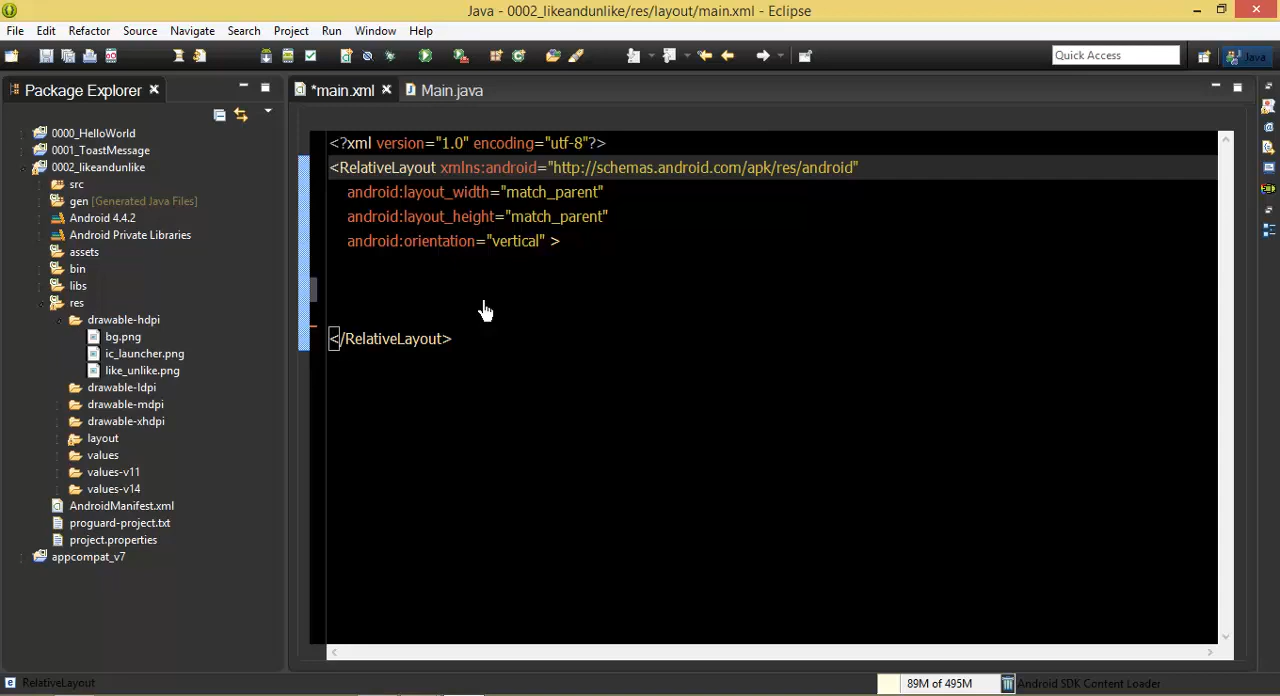 Java - 0002_likeandunlike/res/layout/main.xml - Eclipse
File Edit Refactor Source Navigate Search Project Run Window Help
Quick Access
Java
Package Explorer
*main.xml
Main.java
0000_HelloWorld
0001_ToastMessage
0002_likeandunlike
src
gen [Generated Java Files]
Android 4.4.2
Android Private Libraries
assets
bin
libs
res
drawable-hdpi
bg.png
ic_launcher.png
like_unlike.png
drawable-ldpi
drawable-mdpi
drawable-xhdpi
layout
values
values-v11
values-v14
AndroidManifest.xml
proguard-project.txt
project.properties
appcompat_v7
<?xml version="1.0" encoding="utf-8"?>
<RelativeLayout xmlns:android="http://schemas.android.com/apk/res/android"
android:layout_width="match_parent"
android:layout_height="match_parent"
android:orientation="vertical" >
</RelativeLayout>
RelativeLayout
89M of 495M
Android SDK Content Loader